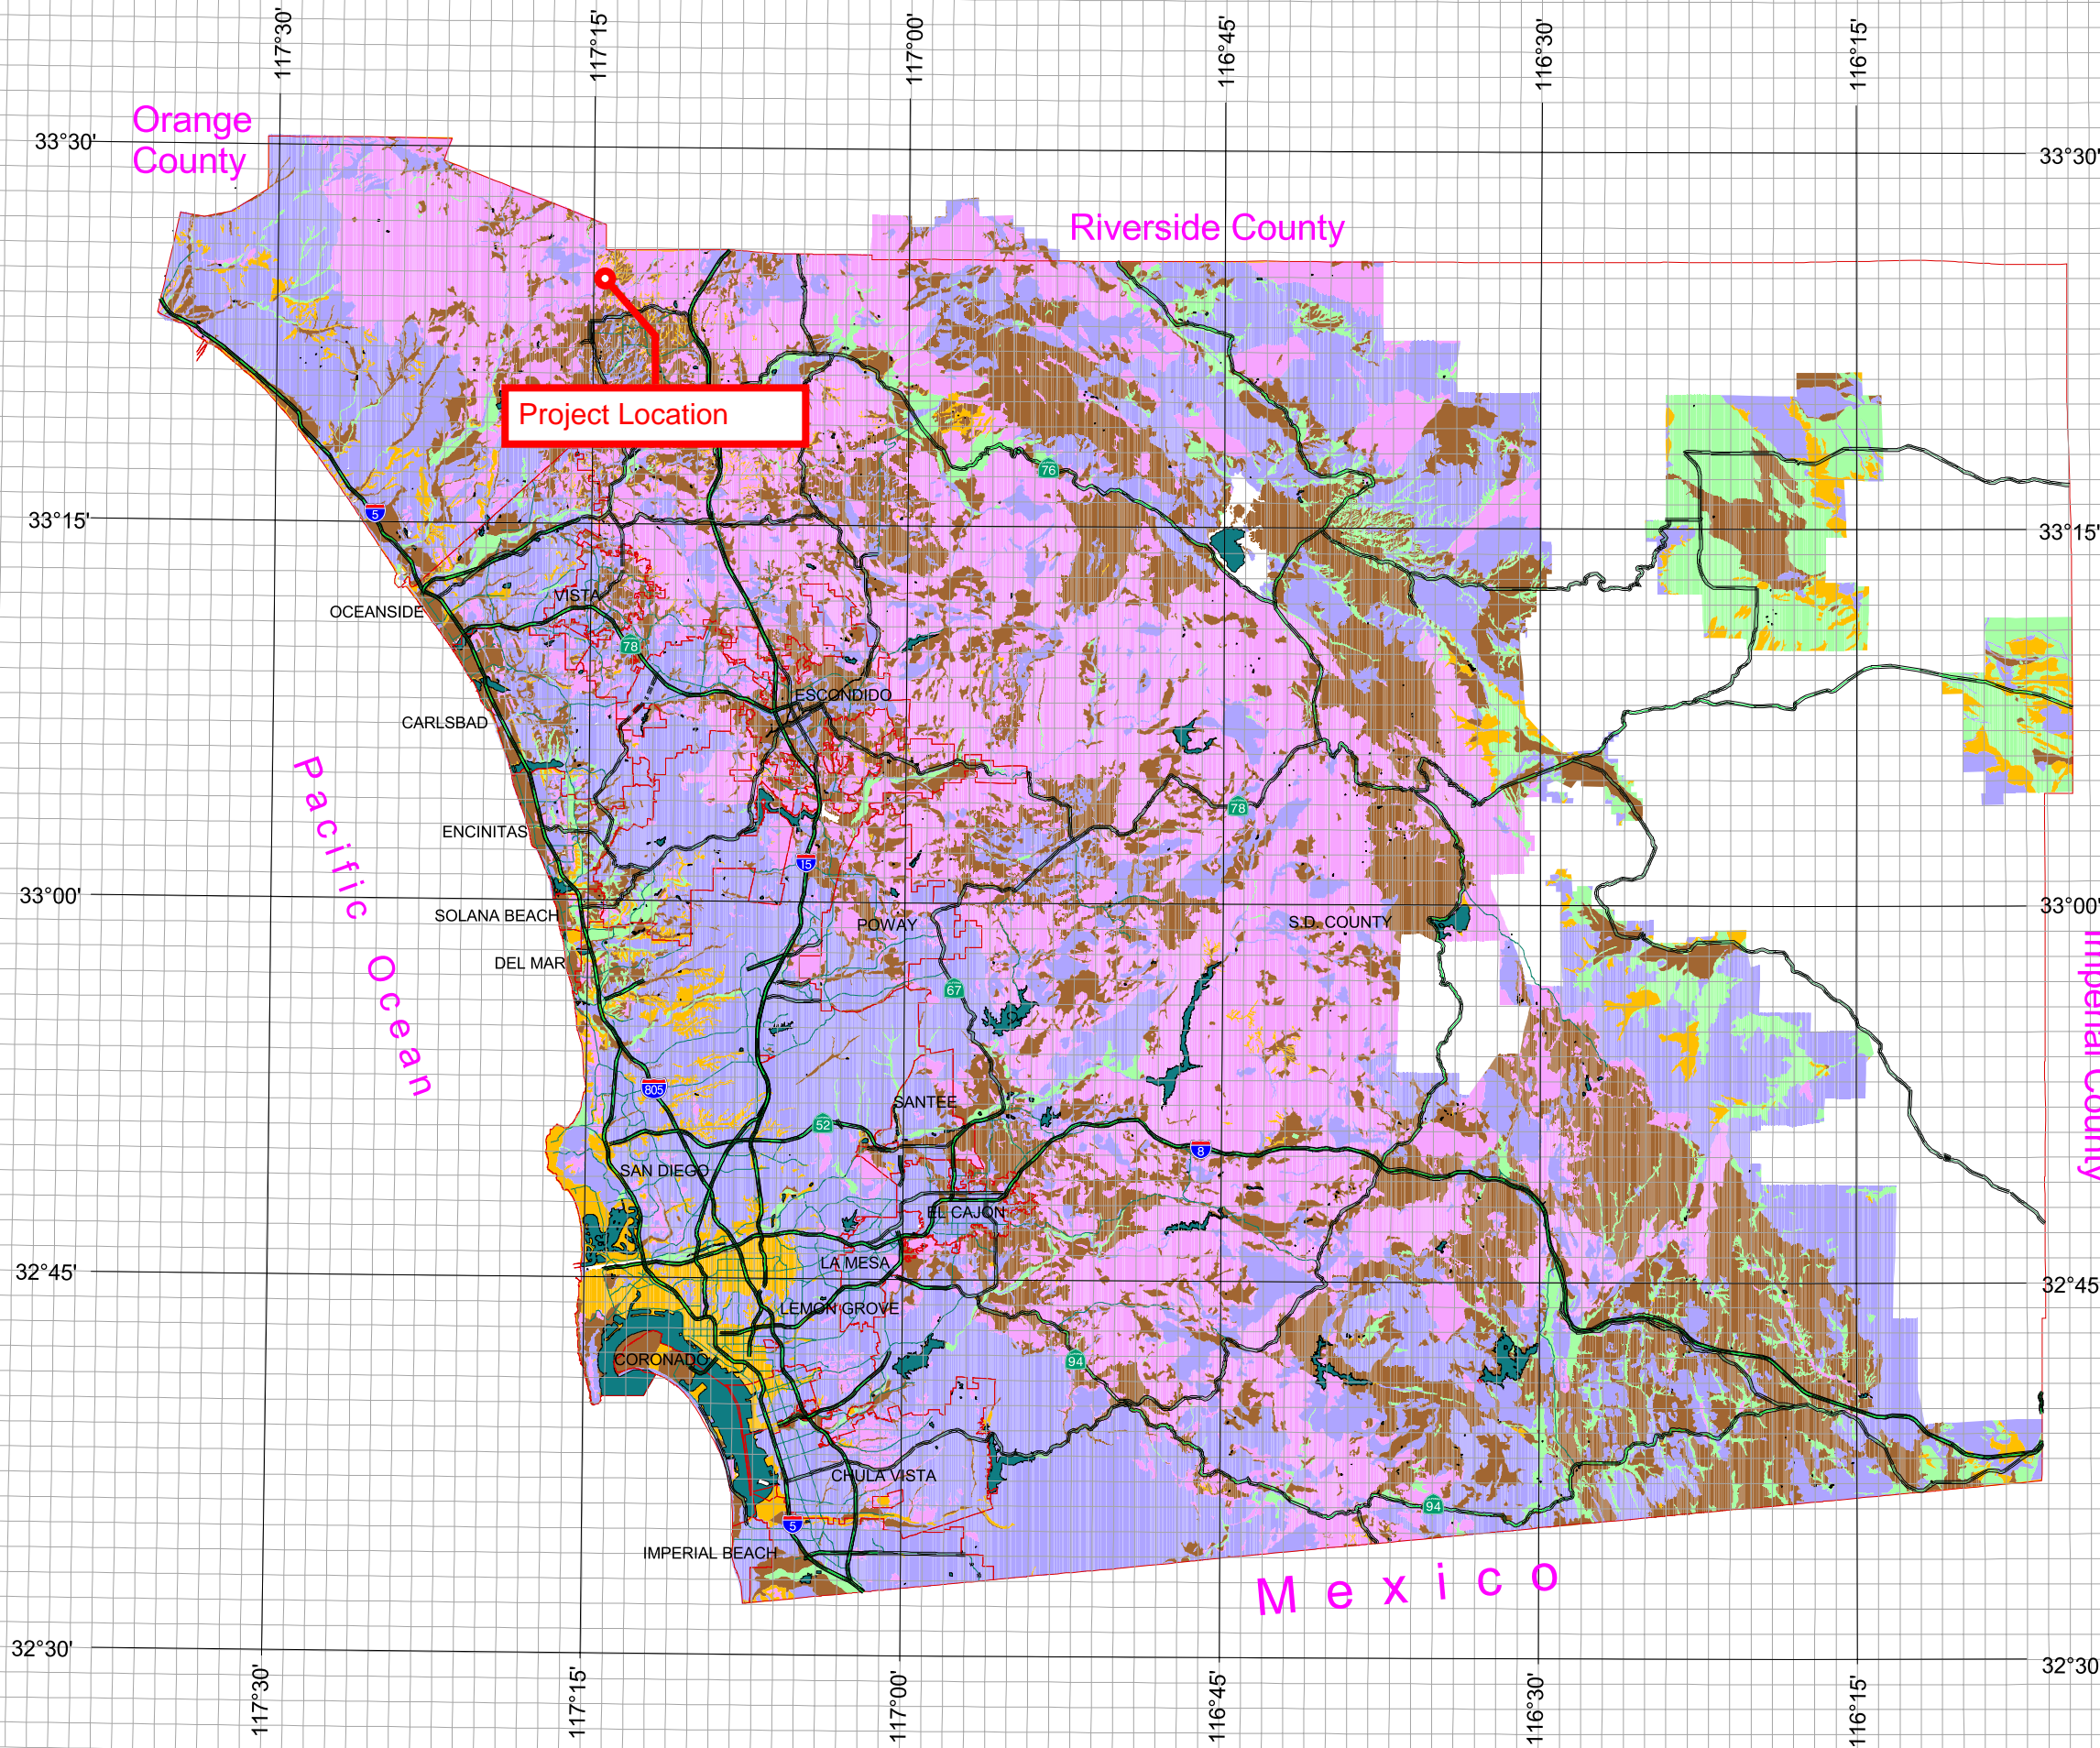 117°30'
117°15'
117°00'
116°45'
116°30'
116°15'
Orange
County
33°30'
33°30'
Riverside County
Project Location
76
5
33°15'
33°15'
VISTA
OCEANSIDE
78
ESCONDIDO
CARLSBAD
Pacific Ocean
78
ENCINITAS
15
33°00'
33°00'
SOLANA BEACH
POWAY
S.D. COUNTY
DEL MAR
67
Imperial County
805
SANTEE
52
8
SAN DIEGO
EL CAJON
32°45'
32°45'
LA MESA
LEMON GROVE
CORONADO
94
CHULA VISTA
94
5
IMPERIAL BEACH
Mexico
32°30'
32°30'
117°30'
117°15'
117°00'
116°45'
116°30'
116°15'